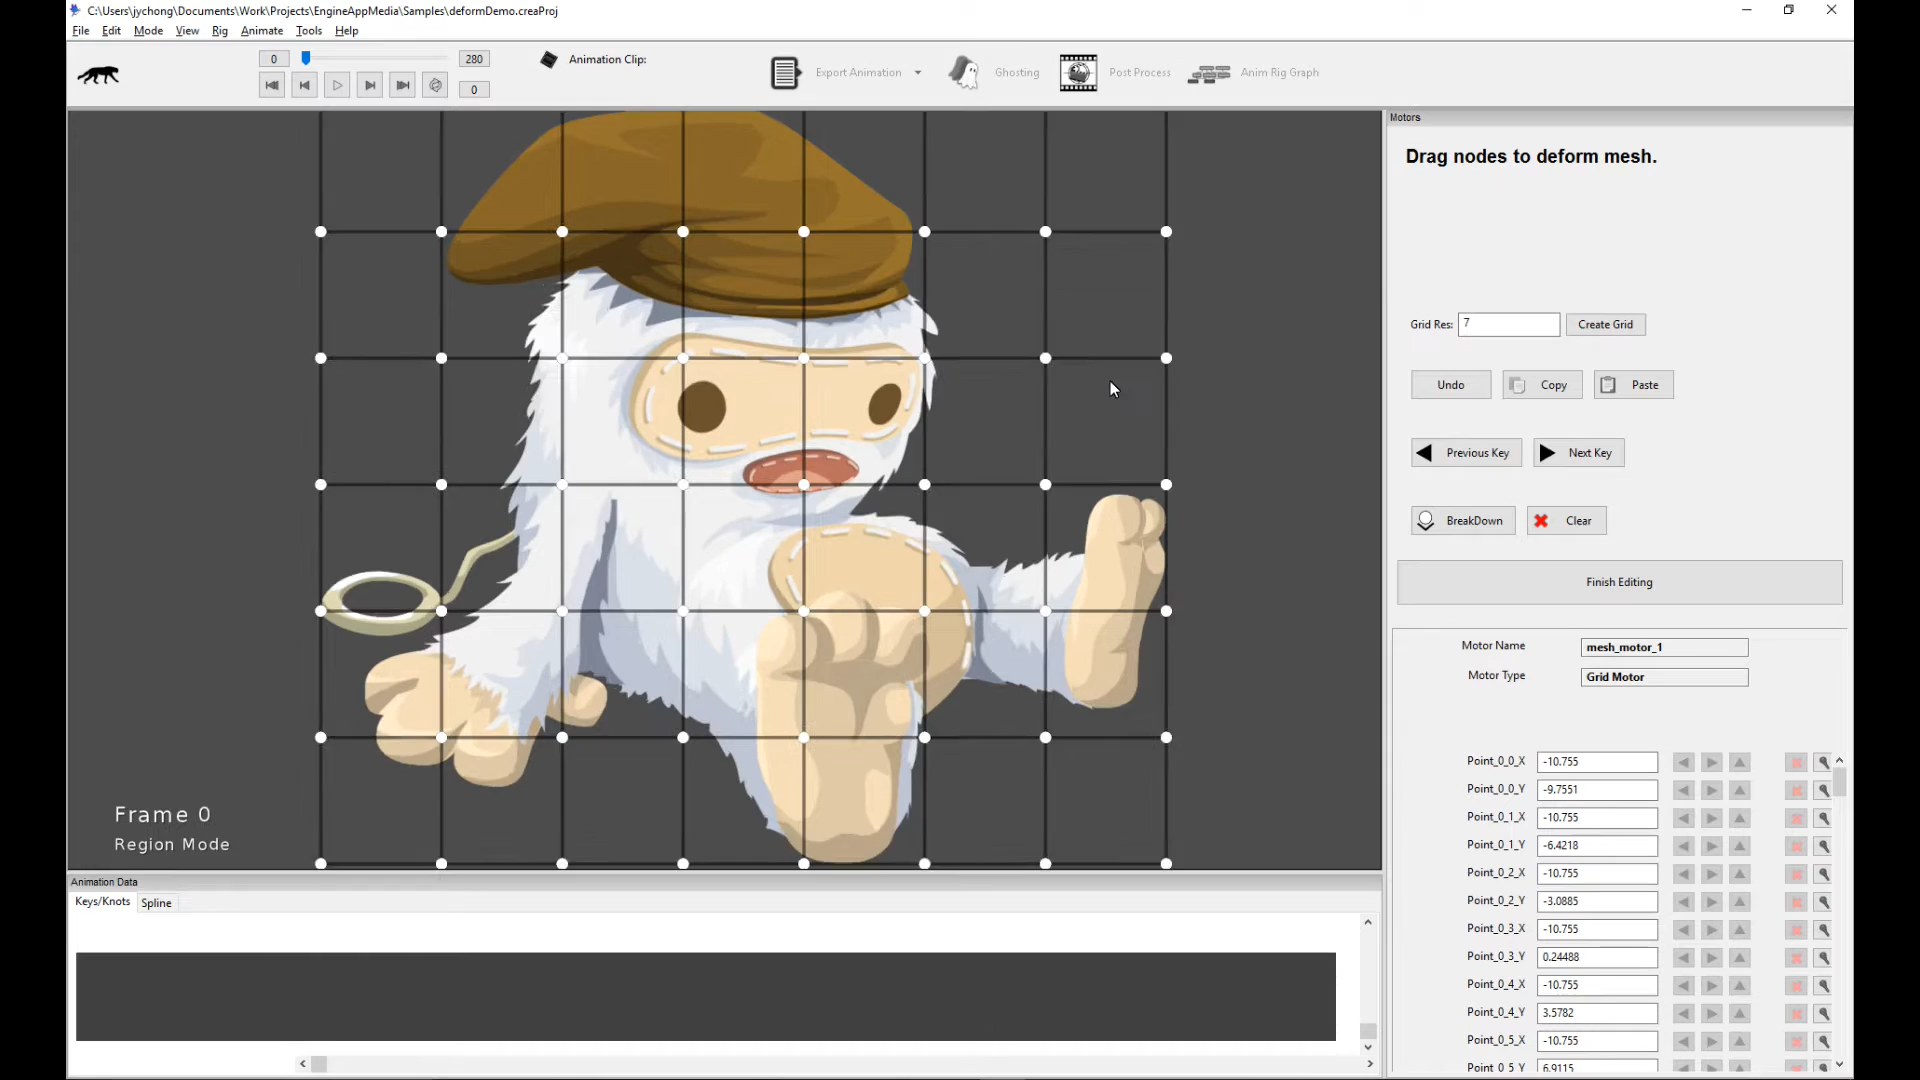 C:\Users\jychong\Documents\Work\Projects\EngineAppMedia\Samples\deformDemo.creaProj
File Edit Mode View Rig Animate Tools Help
0 280 Animation Clip:
Export Animation Ghosting Post Process Anim Rig Graph
0
Motors
Drag nodes to deform mesh.
Grid Res: 7 Create Grid
Undo Copy Paste
Previous Key Next Key
BreakDown Clear
Finish Editing
Motor Name mesh_motor_1
Motor Type Grid Motor
Point_0_0_X -10.755
Point_0_0_Y -9.7551
Point_0_1_X -10.755
Point_0_1_Y -6.4218
Point_0_2_X -10.755
Point_0_2_Y -3.0885
Point_0_3_X -10.755
Point_0_3_Y 0.24488
Point_0_4_X -10.755
Point_0_4_Y 3.5782
Point_0_5_X -10.755
Point_0_5_Y 6.9115
Frame 0
Region Mode
Animation Data
Keys/Knots Spline